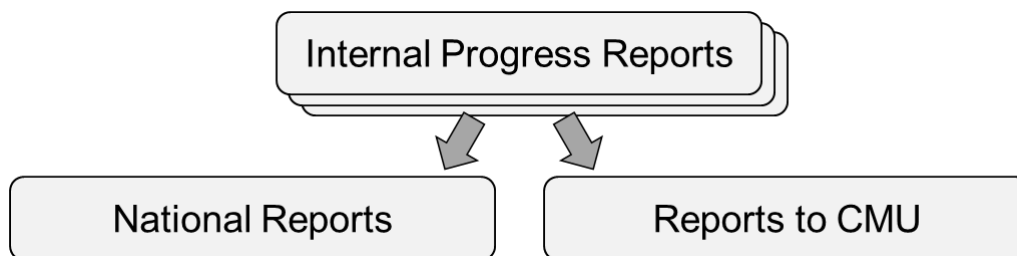 Internal Progress Reports
National Reports
Reports to CMU